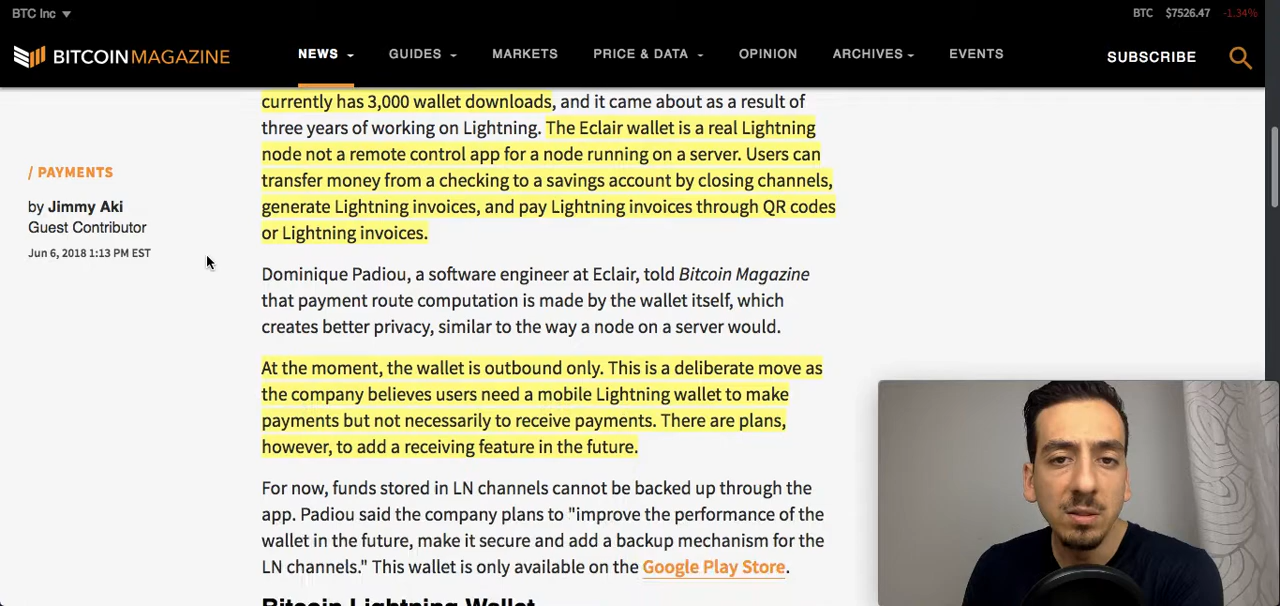 BTC Inc
BTC $7526.47 -1.34%
BITCOINMAGAZINE
NEWS GUIDES MARKETS PRICE & DATA OPINION ARCHIVES EVENTS
SUBSCRIBE
/ PAYMENTS
by Jimmy Aki
Guest Contributor
Jun 6, 2018 1:13 PM EST
currently has 3,000 wallet downloads, and it came about as a result of
three years of working on Lightning. The Eclair wallet is a real Lightning
node not a remote control app for a node running on a server. Users can
transfer money from a checking to a savings account by closing channels,
generate Lightning invoices, and pay Lightning invoices through QR codes
or Lightning invoices.
Dominique Padiou, a software engineer at Eclair, told Bitcoin Magazine
that payment route computation is made by the wallet itself, which
creates better privacy, similar to the way a node on a server would.
At the moment, the wallet is outbound only. This is a deliberate move as
the company believes users need a mobile Lightning wallet to make
payments but not necessarily to receive payments. There are plans,
however, to add a receiving feature in the future.
For now, funds stored in LN channels cannot be backed up through the
app. Padiou said the company plans to "improve the performance of the
wallet in the future, make it secure and add a backup mechanism for the
LN channels." This wallet is only available on the Google Play Store.
Bitcoin Lightning Wallet